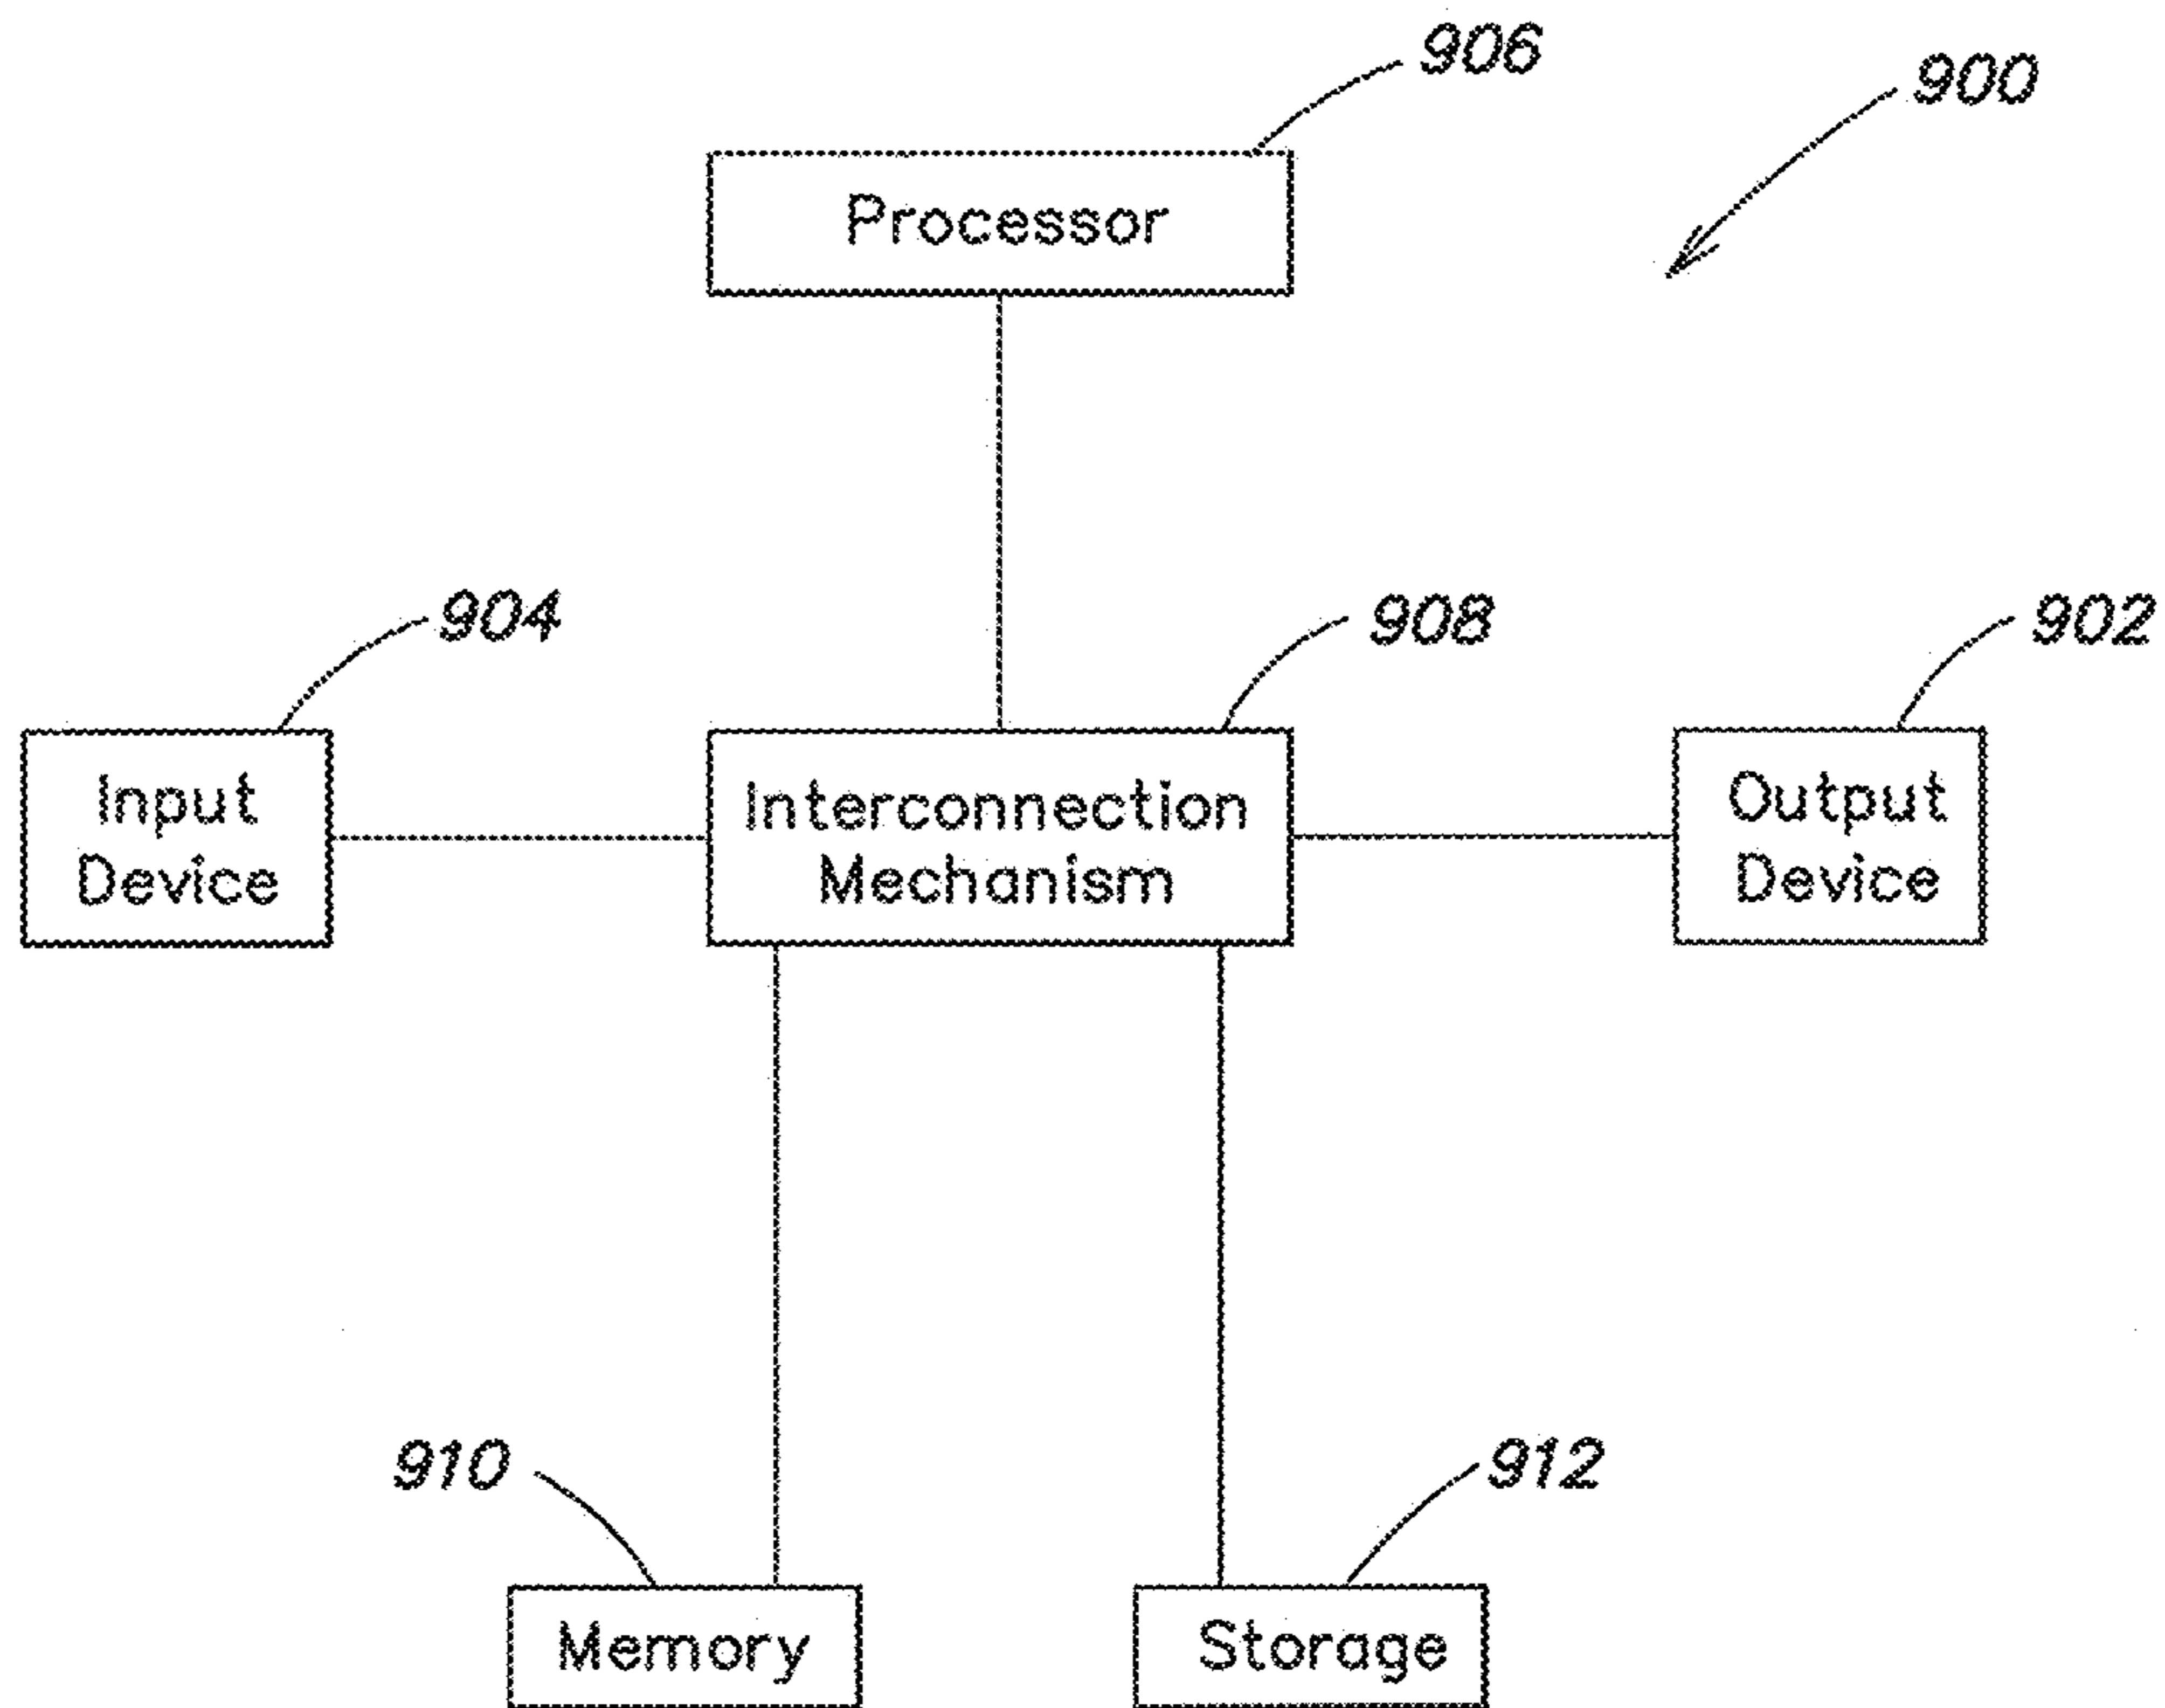 906
900
Processor
904
908
902
Input
Device
Interconnection
Mechanism
Output
Device
910
912
Memory
Storage